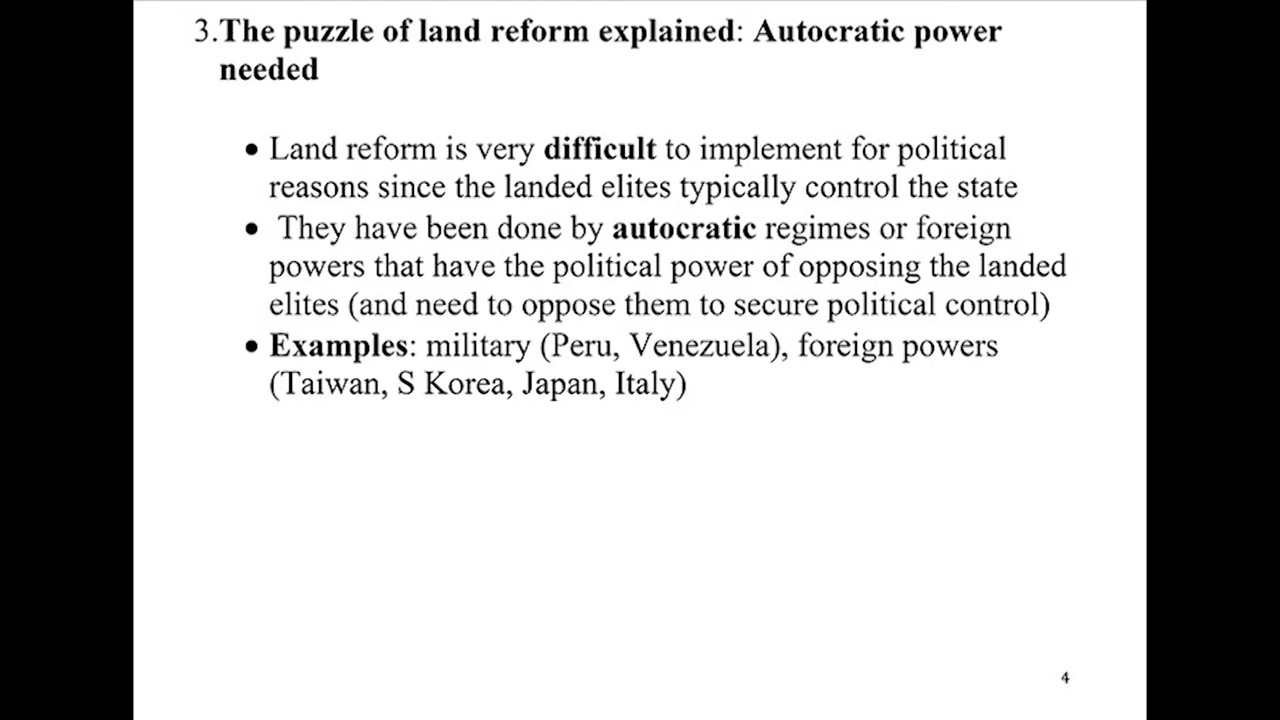 3.The puzzle of land reform explained: Autocratic power
needed
• Land reform is very difficult to implement for political
reasons since the landed elites typically control the state
• They have been done by autocratic regimes or foreign
powers that have the political power of opposing the landed
elites (and need to oppose them to secure political control)
• Examples: military (Peru, Venezuela), foreign powers
(Taiwan, S Korea, Japan, Italy)
4